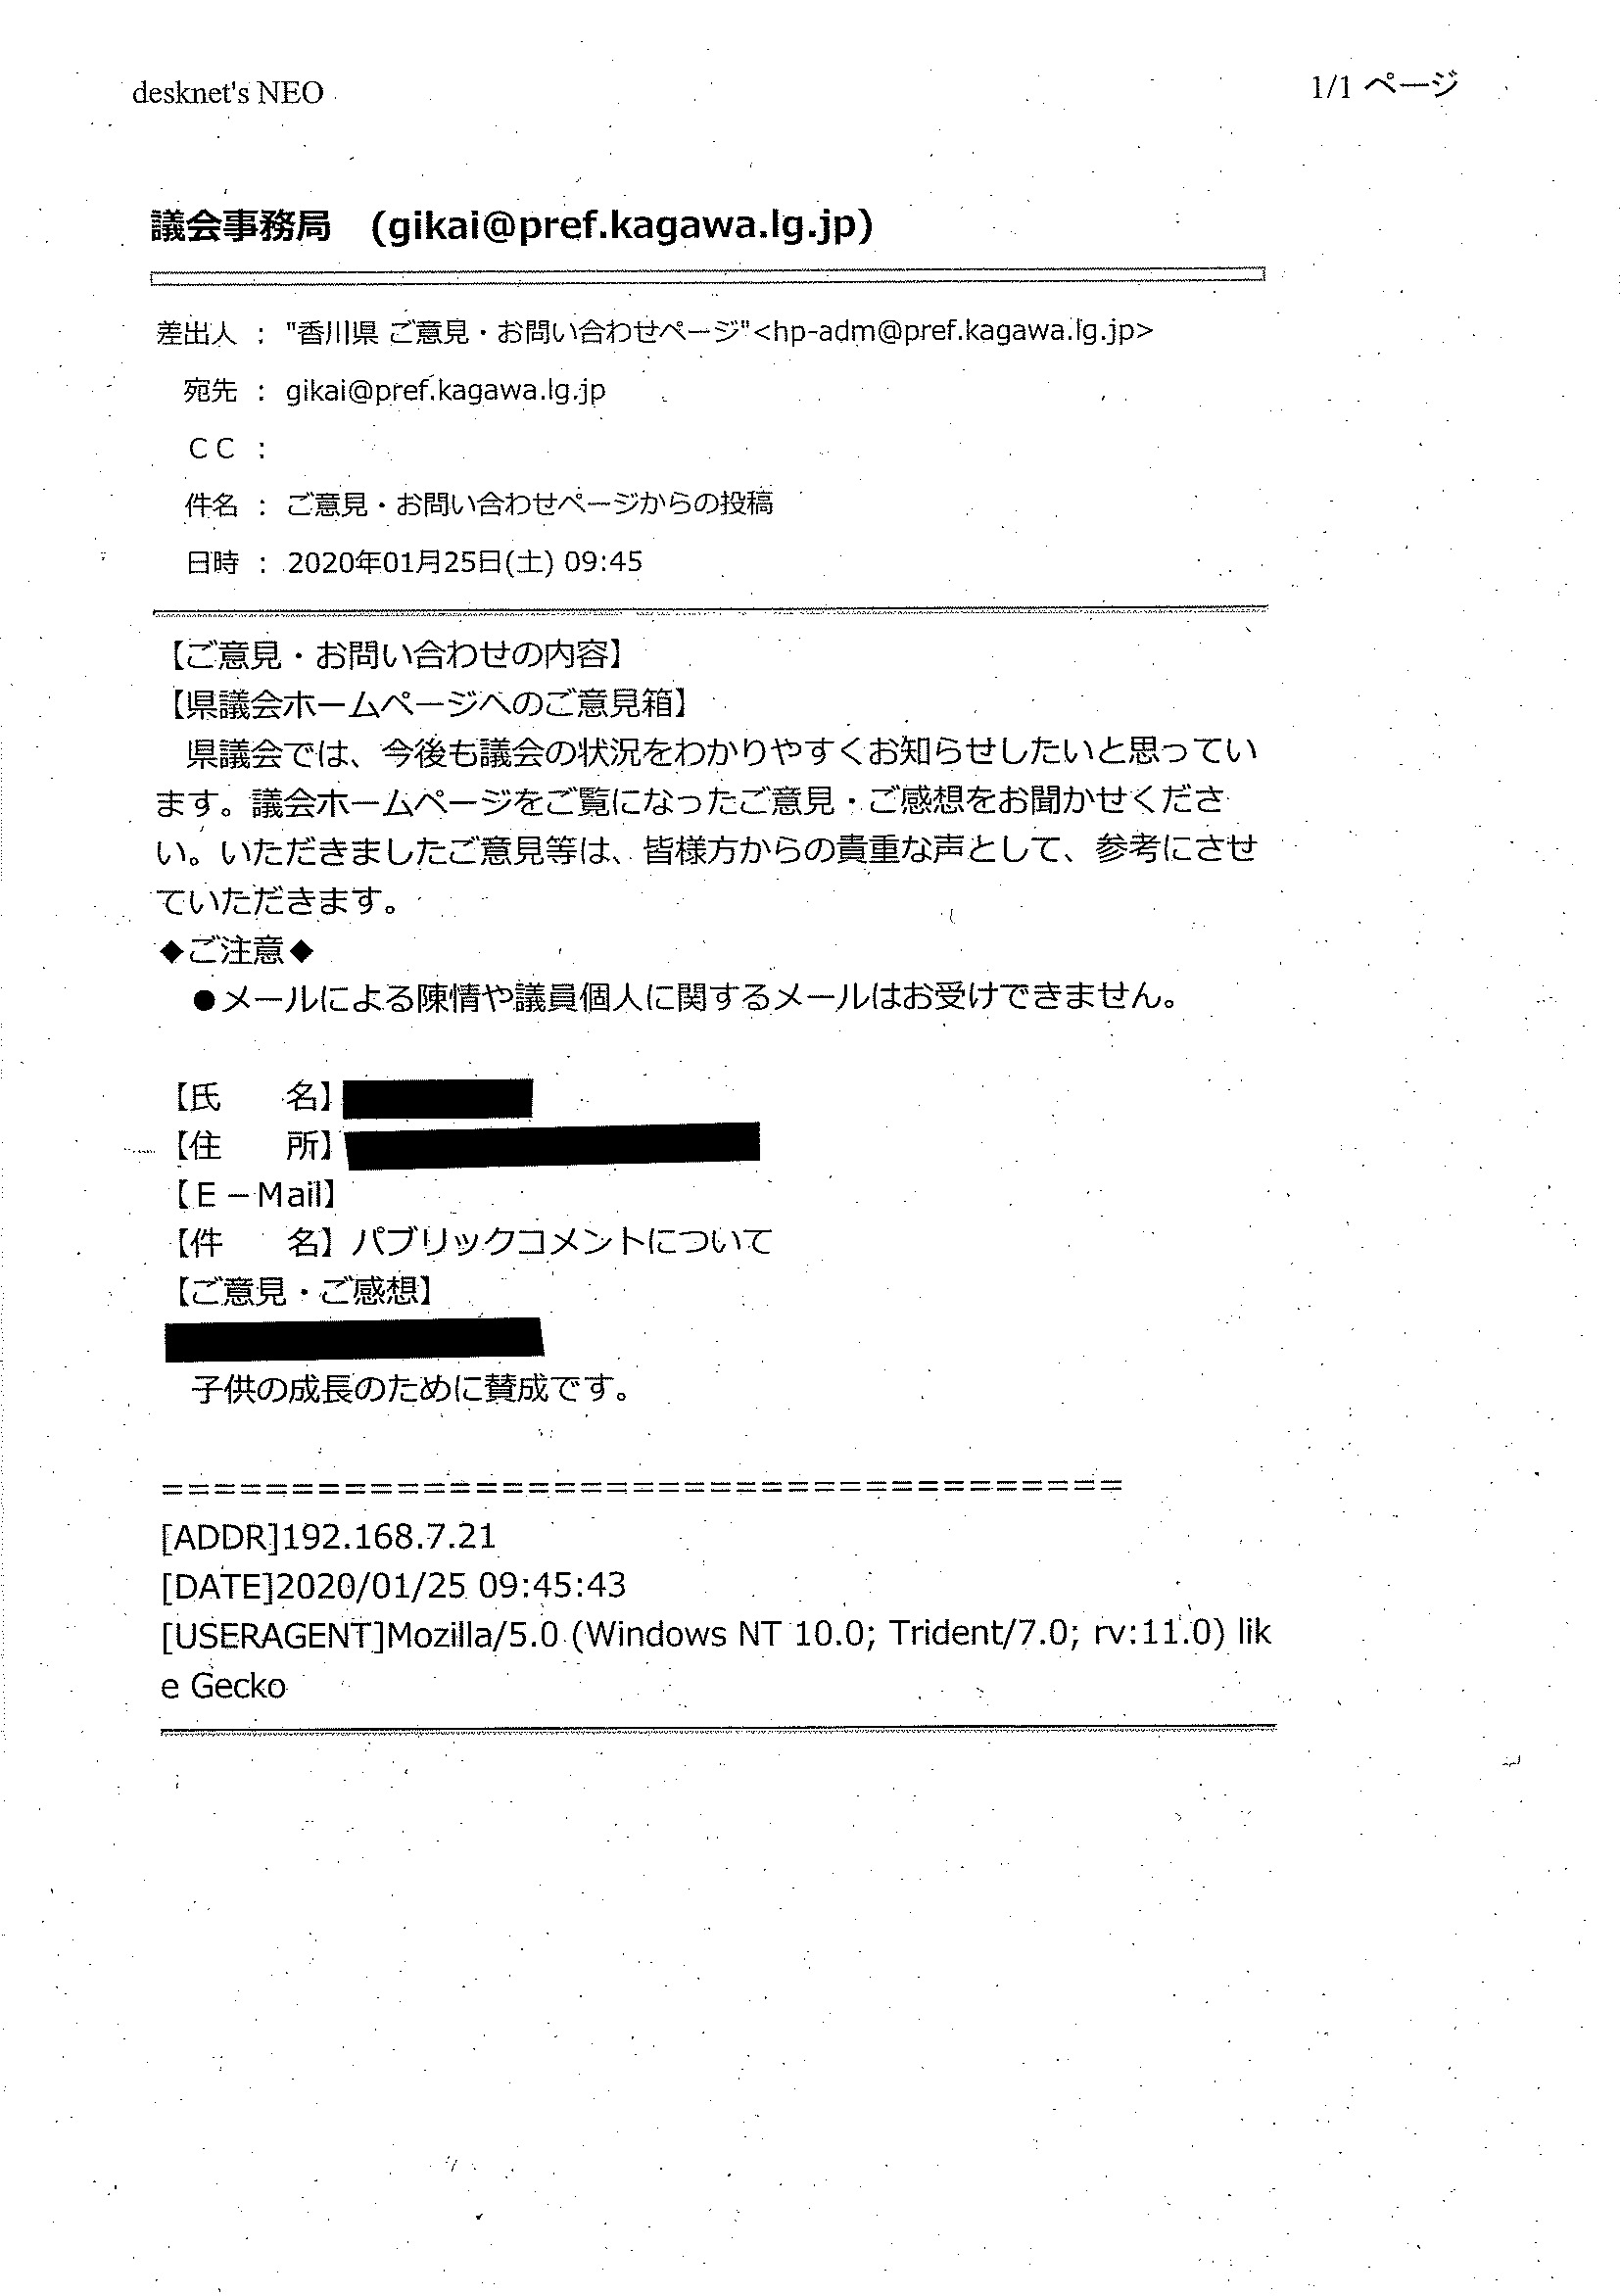 desknet's NEO
1/1 ページ
議会事務局　(gikai@pref.kagawa.lg.jp)
差出人 ： "香川県 ご意見・お問い合わせページ"<hp-adm@pref.kagawa.lg.jp>
宛先 ： gikai@pref.kagawa.lg.jp
ＣＣ ：
件名 ： ご意見・お問い合わせページからの投稿
日時 ： 2020年01月25日(土) 09:45
【ご意見・お問い合わせの内容】
【県議会ホームページへのご意見箱】
　県議会では、今後も議会の状況をわかりやすくお知らせしたいと思ってい
ます。議会ホームページをご覧になったご意見・ご感想をお聞かせくださ
い。いただきましたご意見等は、皆様方からの貴重な声として、参考にさせ
ていただきます。
◆ご注意◆
　●メールによる陳情や議員個人に関するメールはお受けできません。
【氏　　名】
【住　　所】
【Ｅ－Mail】
【件　　名】パブリックコメントについて
【ご意見・ご感想】
　子供の成長のために賛成です。
=====================================
[ADDR]192.168.7.21
[DATE]2020/01/25 09:45:43
[USERAGENT]Mozilla/5.0 (Windows NT 10.0; Trident/7.0; rv:11.0) lik
e Gecko